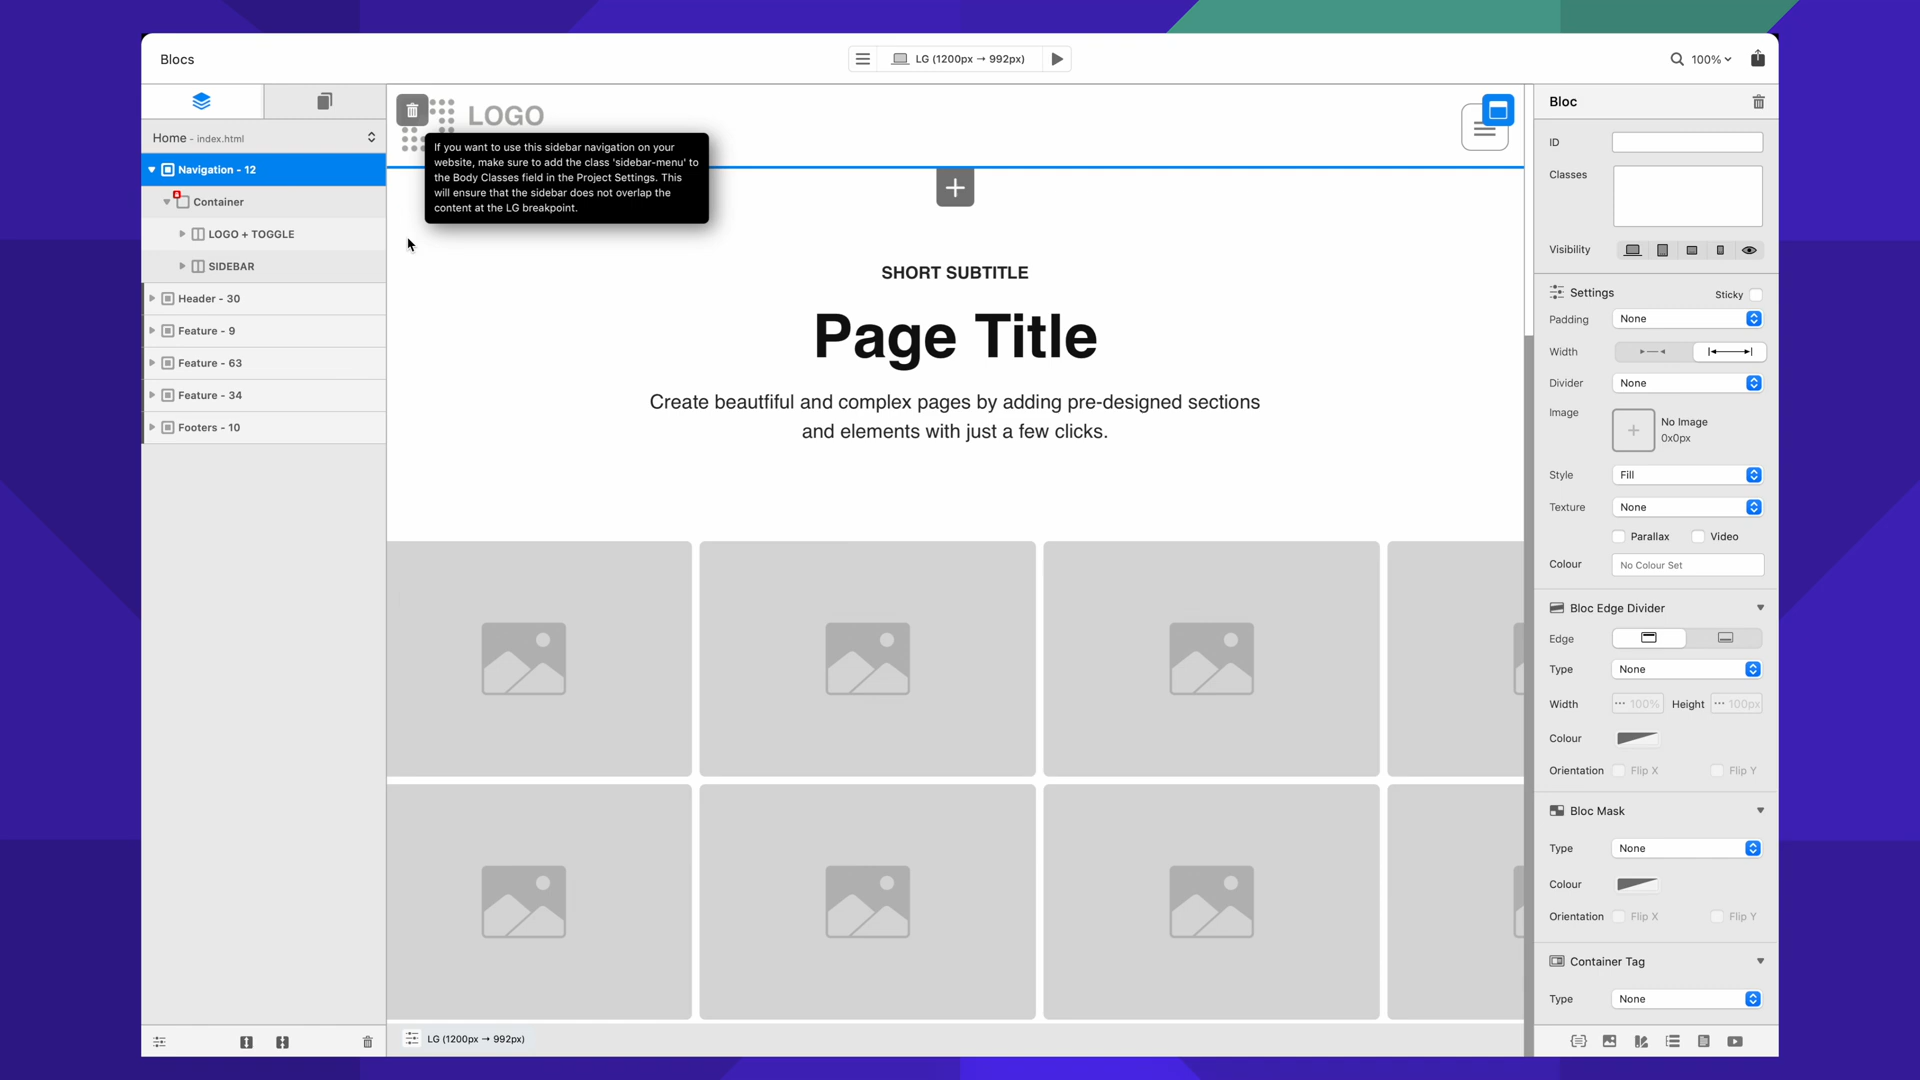 Blocs
LG (1200px → 992px)
100%
Home - index.html
Navigation - 12
Container
LOGO + TOGGLE
SIDEBAR
Header - 30
Feature - 9
Feature - 63
Feature - 34
Footers - 10
LOGO
If you want to use this sidebar navigation on your
website, make sure to add the class 'sidebar-menu' to
the Body Classes field in the Project Settings. This
will ensure that the sidebar does not overlap the
content at the LG breakpoint.
SHORT SUBTITLE
Page Title
Create beautfiful and complex pages by adding pre-designed sections
and elements with just a few clicks.
LG (1200px → 992px)
Bloc
ID
Classes
Visibility
Settings
Sticky
Padding None
Width
Divider None
Image
No Image
0x0px
Style Fill
Texture None
Parallax Video
Colour No Colour Set
Bloc Edge Divider
Edge
Type None
Width 100% Height 100px
Colour
Orientation Flip X Flip Y
Bloc Mask
Type None
Colour
Orientation Flip X Flip Y
Container Tag
Type None